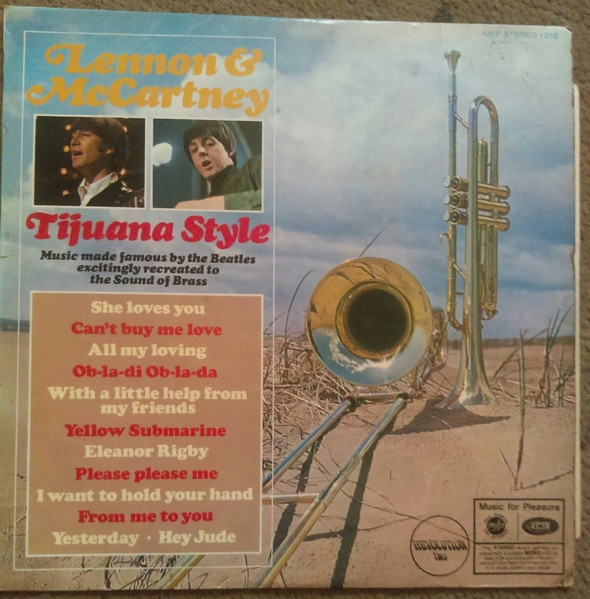 MFP STEREO 1318
Lennon &
McCartney
Tijuana Style
Music made famous by the Beatles
excitingly recreated to
the Sound of Brass
She loves you
Can't buy me love
All my loving
Ob-la-di Ob-la-da
With a little help from
my friends
Yellow Submarine
Eleanor Rigby
Please please me
I want to hold your hand
From me to you
Yesterday · Hey Jude
Music for Pleasure
mfp
EMI
REVOLUTION
TWO